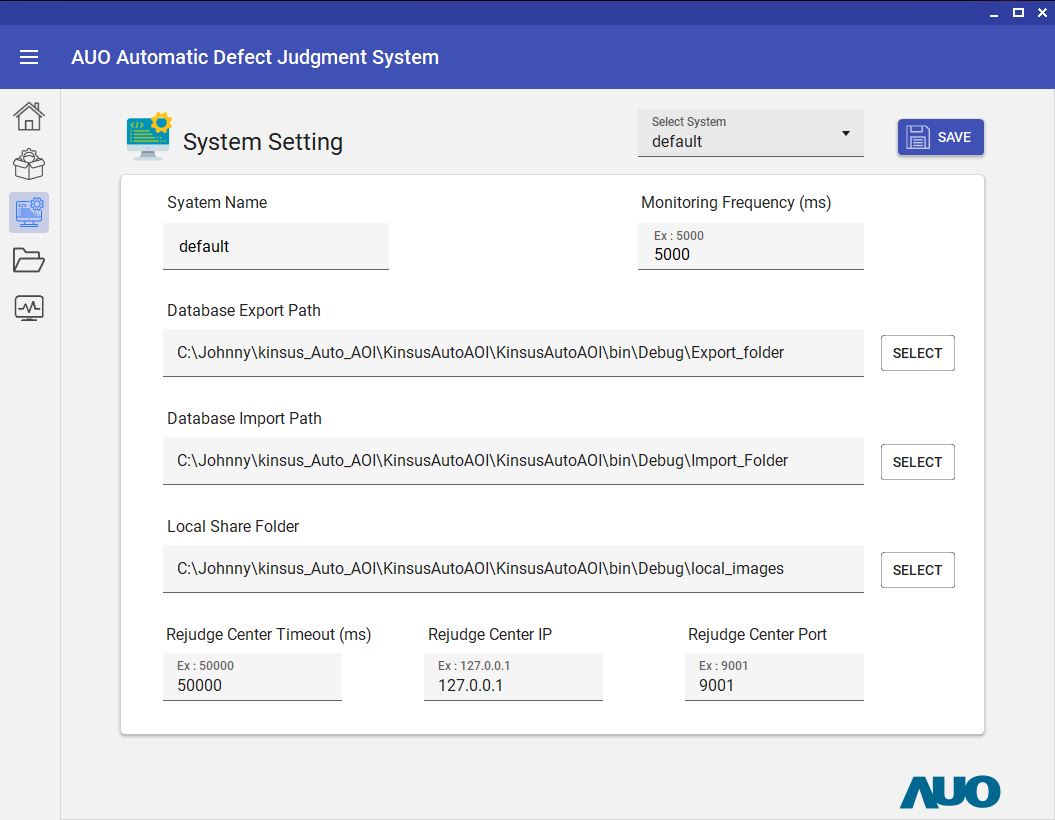 AUO Automatic Defect Judgment System
System Setting
Select System
default
SAVE
Syatem Name
Monitoring Frequency (ms)
default
Ex : 5000
5000
Database Export Path
C:\Johnny\kinsus_Auto_AOI\KinsusAutoAOI\KinsusAutoAOI\bin\Debug\Export_folder
SELECT
Database Import Path
C:\Johnny\kinsus_Auto_AOI\KinsusAutoAOI\KinsusAutoAOI\bin\Debug\Import_Folder
SELECT
Local Share Folder
C:\Johnny\kinsus_Auto_AOI\KinsusAutoAOI\KinsusAutoAOI\bin\Debug\local_images
SELECT
Rejudge Center Timeout (ms)
Rejudge Center IP
Rejudge Center Port
Ex : 50000
50000
Ex : 127.0.0.1
127.0.0.1
Ex : 9001
9001
AUO